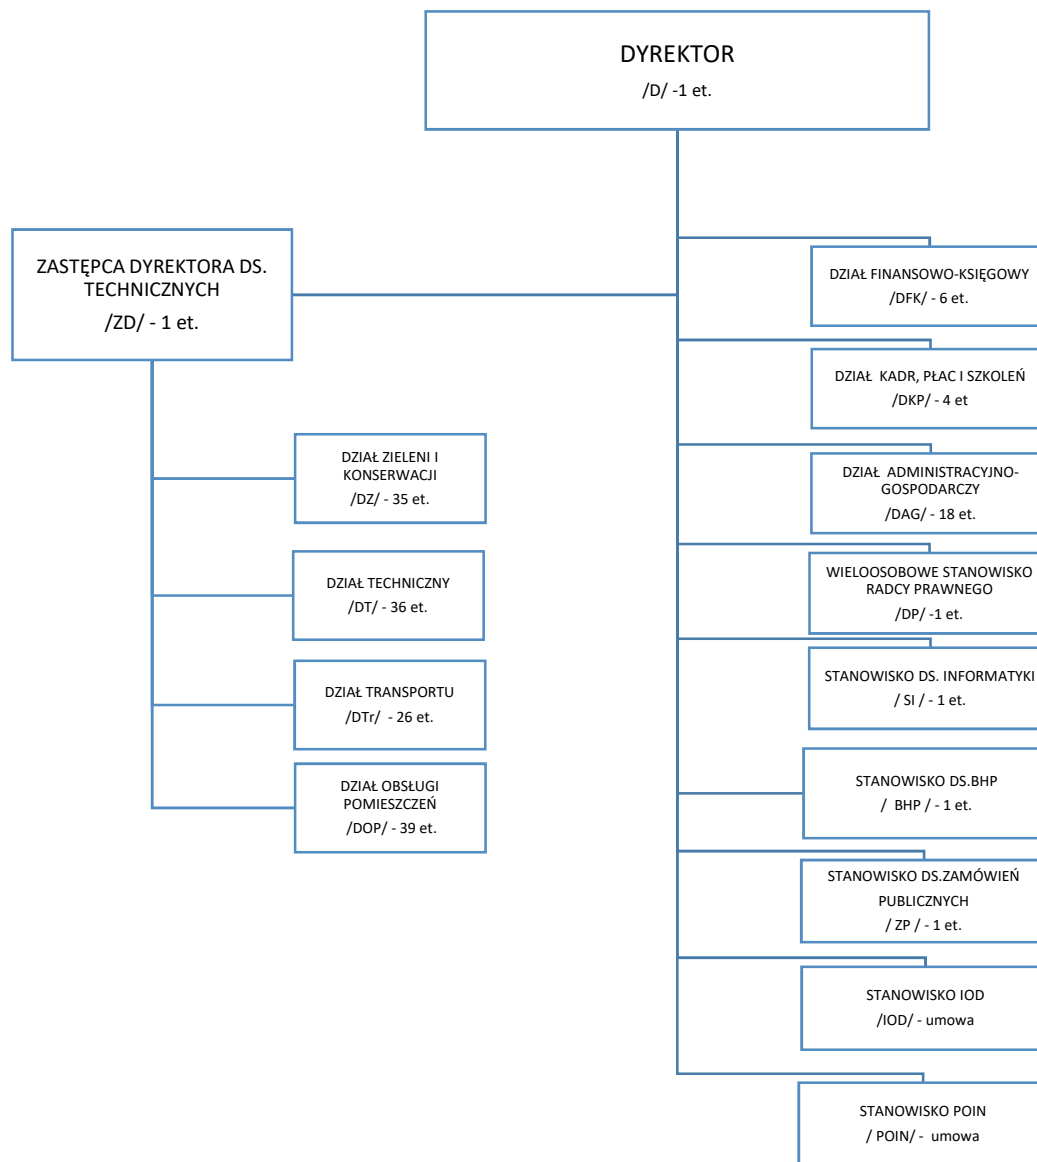 DYREKTOR
/D/ -1 et.
ZASTĘPCA DYREKTORA DS.
TECHNICZNYCH
/ZD/ - 1 et.
DZIAŁ ZIELENI I
KONSERWACJI
/DZ/ - 35 et.
DZIAŁ TECHNICZNY
/DT/ - 36 et.
DZIAŁ TRANSPORTU
/DTr/ - 26 et.
DZIAŁ OBSŁUGI
POMIESZCZEŃ
/DOP/ - 39 et.
DZIAŁ FINANSOWO-KSIĘGOWY
/DFK/ - 6 et.
DZIAŁ KADR, PŁAC I SZKOLEŃ
/DKP/ - 4 et
DZIAŁ ADMINISTRACYJNO-
GOSPODARCZY
/DAG/ - 18 et.
WIELOOSOBOWE STANOWISKO
RADCY PRAWNEGO
/DP/ -1 et.
STANOWISKO DS. INFORMATYKI
/ SI / - 1 et.
STANOWISKO DS.BHP
/ BHP / - 1 et.
STANOWISKO DS.ZAMÓWIEŃ
PUBLICZNYCH
/ ZP / - 1 et.
STANOWISKO IOD
/IOD/ - umowa
STANOWISKO POIN
/ POIN/ - umowa